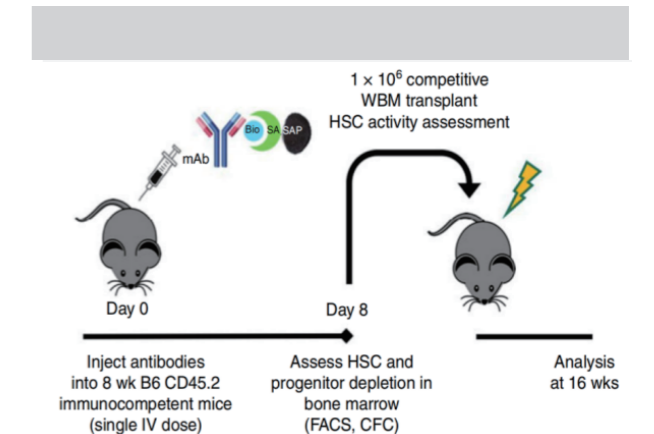 1 × 10⁶ competitive
WBM transplant
HSC activity assessment
mAb
Bio SA SAP
Day 0
Day 8
Inject antibodies
into 8 wk B6 CD45.2
immunocompetent mice
(single IV dose)
Assess HSC and
progenitor depletion in
bone marrow
(FACS, CFC)
Analysis
at 16 wks